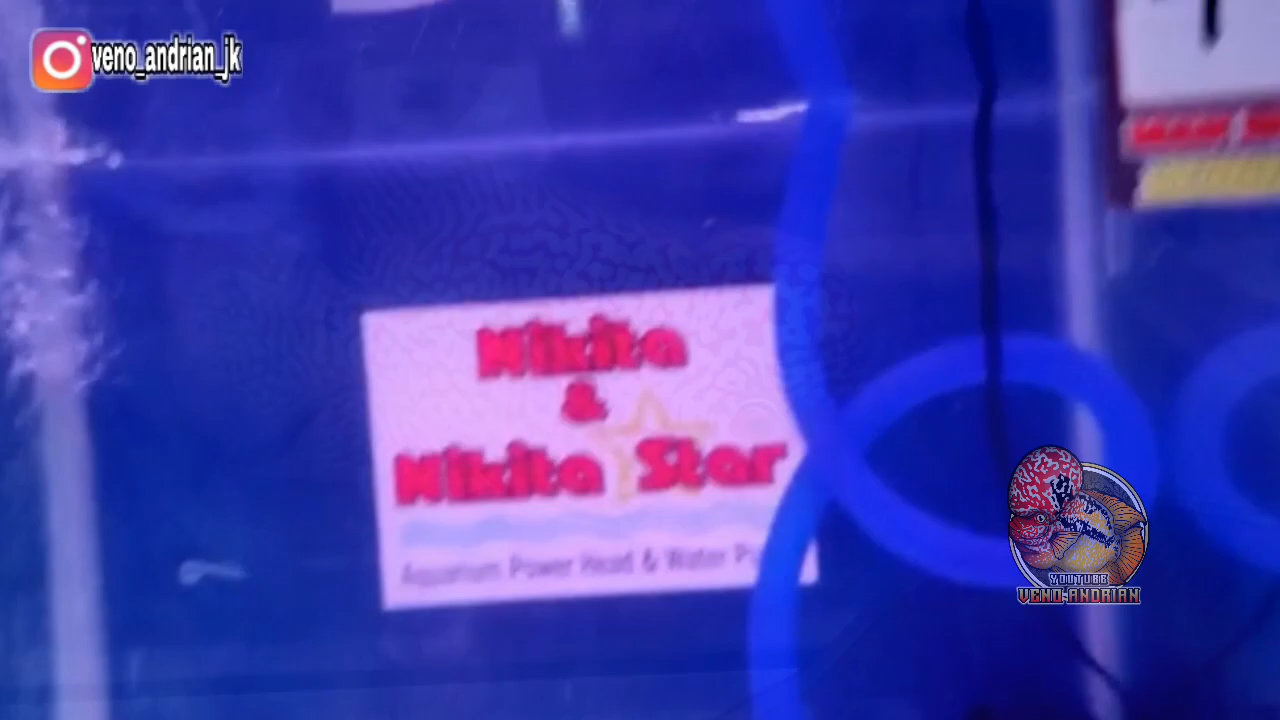 veno_andrian_jk
Nikita
&
Nikita Star
Aquarium Power Head & Water
YOUTUBE
VENO ANDRIAN